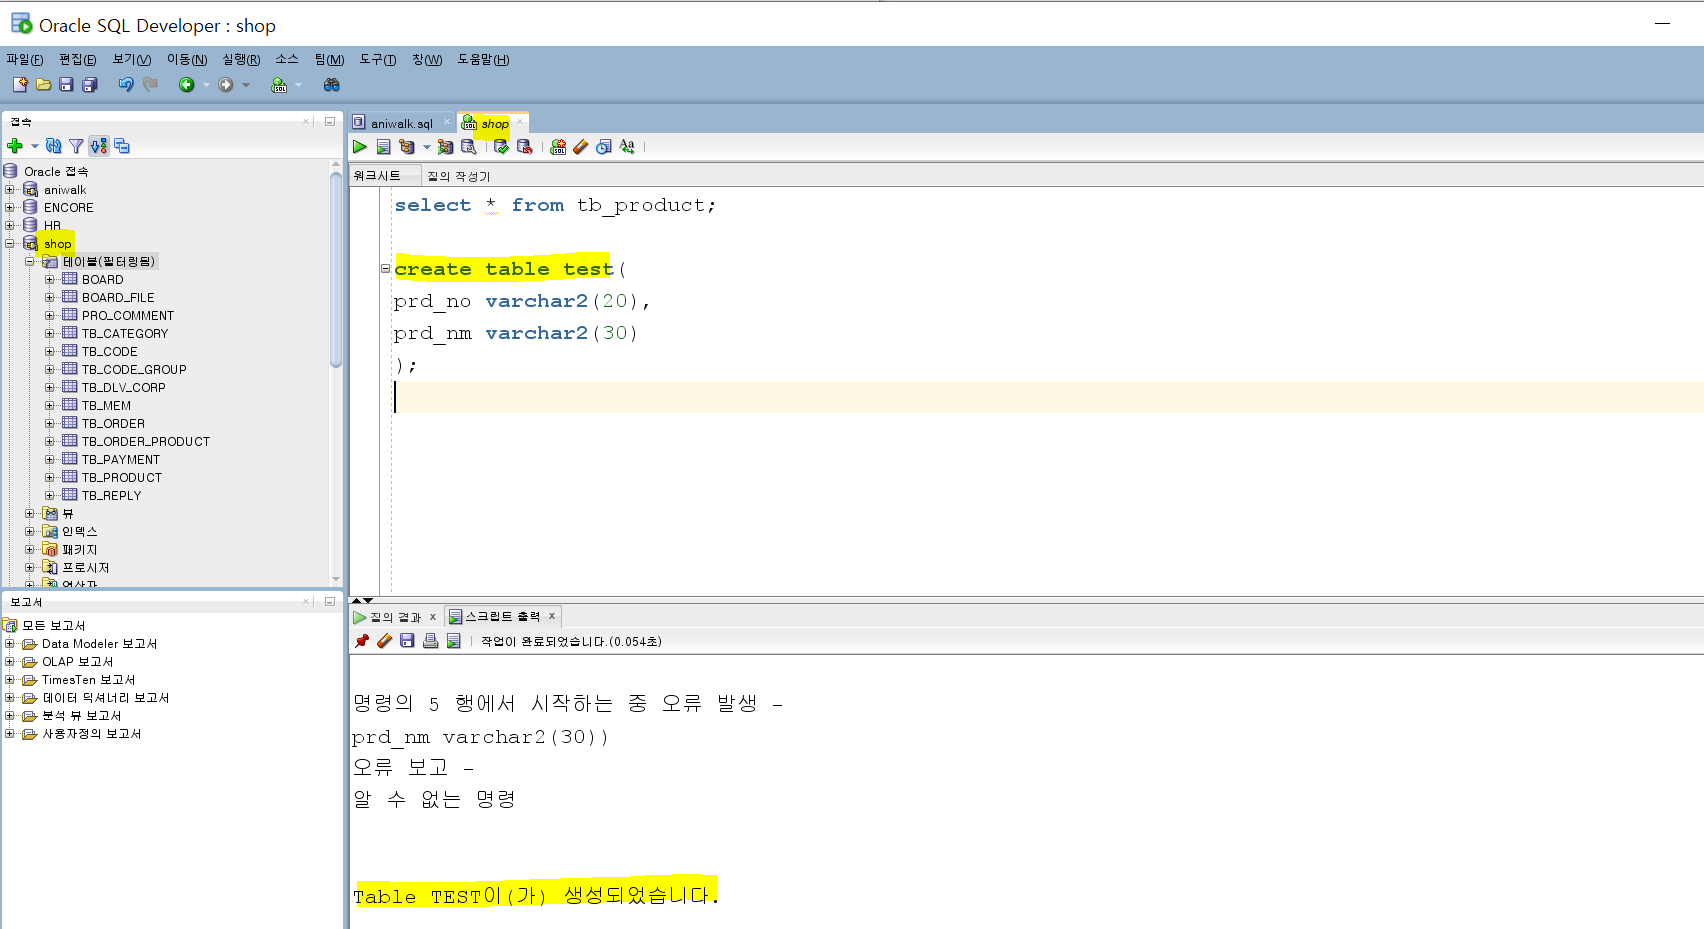 Oracle SQL Developer : shop
파일(F) 편집(E) 보기(V) 이동(N) 실행(R) 소스 팀(M) 도구(T) 창(W) 도움말(H)
접속
Oracle 접속
aniwalk
ENCORE
HR
shop
테이블(필터링됨)
BOARD
BOARD_FILE
PRO_COMMENT
TB_CATEGORY
TB_CODE
TB_CODE_GROUP
TB_DLV_CORP
TB_MEM
TB_ORDER
TB_ORDER_PRODUCT
TB_PAYMENT
TB_PRODUCT
TB_REPLY
뷰
인덱스
패키지
프로시저
연산자
보고서
모든 보고서
Data Modeler 보고서
OLAP 보고서
TimesTen 보고서
데이터 딕셔너리 보고서
분석 뷰 보고서
사용자정의 보고서
aniwalk.sql shop
워크시트 질의 작성기
select * from tb_product;
create table test(
prd_no varchar2(20),
prd_nm varchar2(30)
);
질의 결과 x 스크립트 출력 x
작업이 완료되었습니다.(0.054초)
명령의 5 행에서 시작하는 중 오류 발생 -
prd_nm varchar2(30))
오류 보고 -
알 수 없는 명령
Table TEST이(가) 생성되었습니다.